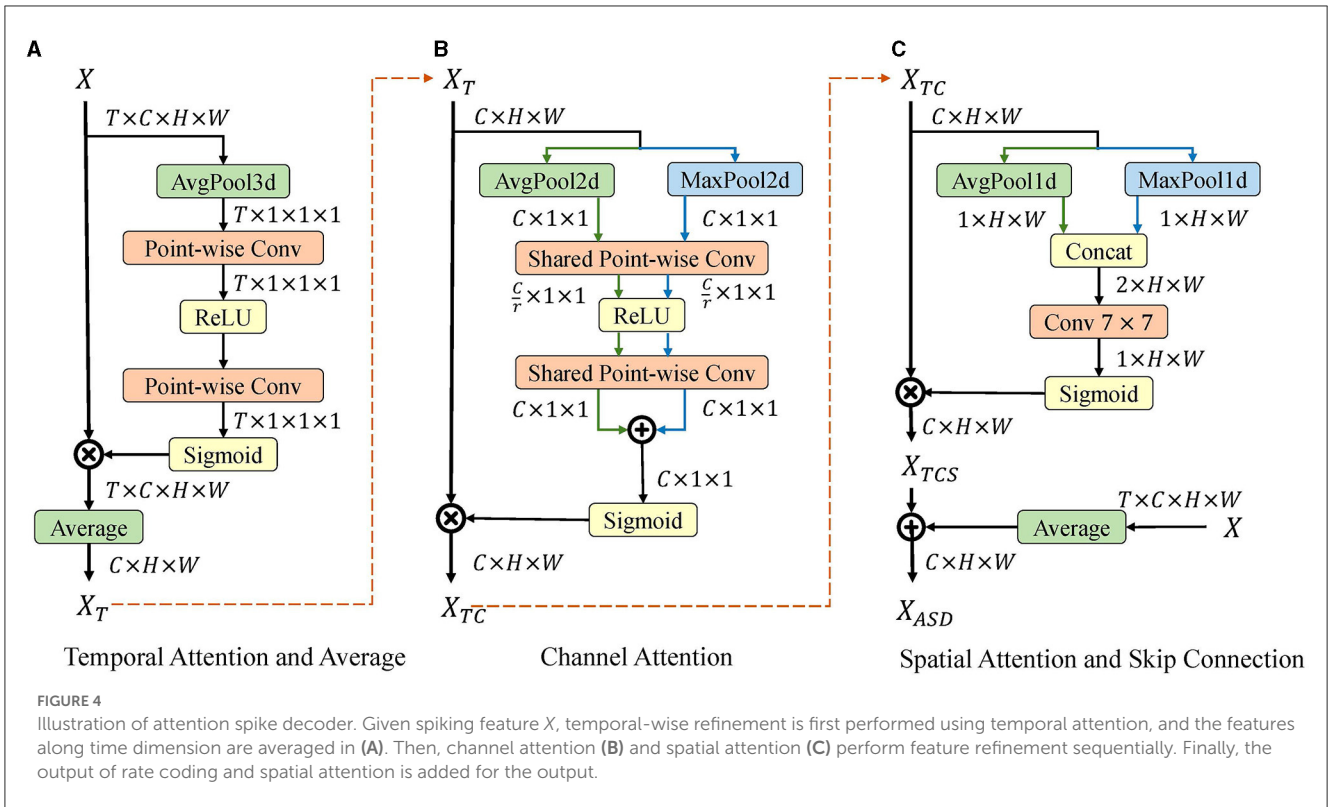 A
X
T×C×H×W
AvgPool3d
T×1×1×1
Point-wise Conv
T×1×1×1
ReLU
Point-wise Conv
T×1×1×1
Sigmoid
T×C×H×W
Average
C×H×W
X_T
Temporal Attention and Average
B
X_T
C×H×W
AvgPool2d MaxPool2d
C×1×1 C×1×1
Shared Point-wise Conv
C/r×1×1 C/r×1×1
ReLU
Shared Point-wise Conv
C×1×1 C×1×1
C×1×1
Sigmoid
C×H×W
X_TC
Channel Attention
C
X_TC
C×H×W
AvgPool1d MaxPool1d
1×H×W 1×H×W
Concat
2×H×W
Conv 7 × 7
1×H×W
Sigmoid
C×H×W
X_TCS
T×C×H×W
Average X
C×H×W
X_ASD
Spatial Attention and Skip Connection
FIGURE 4
Illustration of attention spike decoder. Given spiking feature X, temporal-wise refinement is first performed using temporal attention, and the features
along time dimension are averaged in (A). Then, channel attention (B) and spatial attention (C) perform feature refinement sequentially. Finally, the
output of rate coding and spatial attention is added for the output.